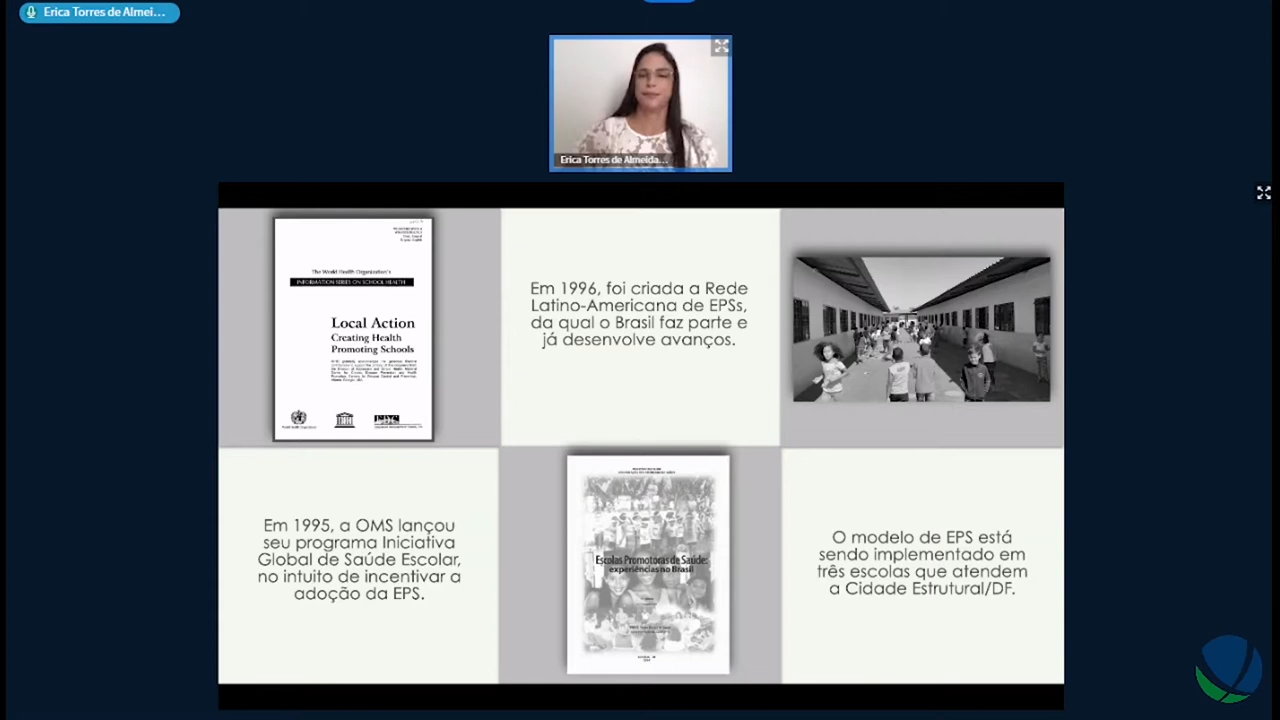 Erica Torres de Almei...
Erica Torres de Almeida...
The World Health Organization's
INFORMATION SERIES ON SCHOOL HEALTH
Local Action
Creating Health
Promoting Schools
Em 1995, a OMS lançou
seu programa Iniciativa
Global de Saúde Escolar,
no intuito de incentivar a
adoção da EPS.
Em 1996, foi criada a Rede
Latino-Americana de EPSs,
da qual o Brasil faz parte e
já desenvolve avanços.
Escolas Promotoras de Saúde:
experiências no Brasil
O modelo de EPS está
sendo implementado em
três escolas que atendem
a Cidade Estrutural/DF.